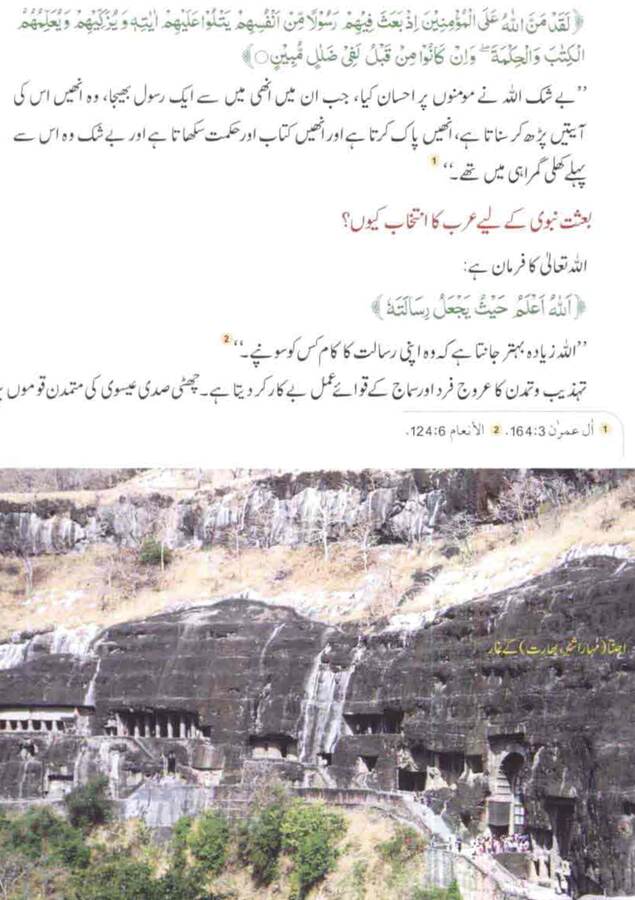 ﴿لَقَدْ مَنَّ اللّٰهُ عَلَى الْمُؤْمِنِيْنَ اِذْ بَعَثَ فِيْهِمْ رَسُوْلًا مِّنْ اَنْفُسِهِمْ يَتْلُوْا عَلَيْهِمْ اٰيٰتِهٖ وَ يُزَكِّيْهِمْ وَ يُعَلِّمُهُمُ
الْكِتٰبَ وَالْحِكْمَةَ ۖ وَاِنْ كَانُوْا مِنْ قَبْلُ لَفِيْ ضَلٰلٍ مُّبِيْنٍ○﴾
’’بے شک اللہ نے مومنوں پر احسان کیا، جب ان میں انھی میں سے ایک رسول بھیجا، وہ انھیں اس کی
آیتیں پڑھ کر سناتا ہے، انھیں پاک کرتا ہے اور انھیں کتاب اور حکمت سکھاتا ہے اور بے شک وہ اس سے
پہلے کھلی گمراہی میں تھے۔‘‘ 1
بعثت نبوی کے لیے عرب کا انتخاب کیوں؟
اللہ تعالیٰ کا فرمان ہے:
﴿اَللّٰهُ اَعْلَمُ حَيْثُ يَجْعَلُ رِسَالَتَهٗ﴾
’’اللہ زیادہ بہتر جانتا ہے کہ وہ اپنی رسالت کا کام کس کو سونپے۔‘‘ 2
تہذیب و تمدن کا عروج فرد اور سماج کے قوائے عمل بے کار کر دیتا ہے۔ چھٹی صدی عیسوی کی متمدن قوموں
1 اٰل عمرٰن 164:3. 2 الأنعام 124:6.
اجنتا (مہاراشٹر، بھارت) کے غار